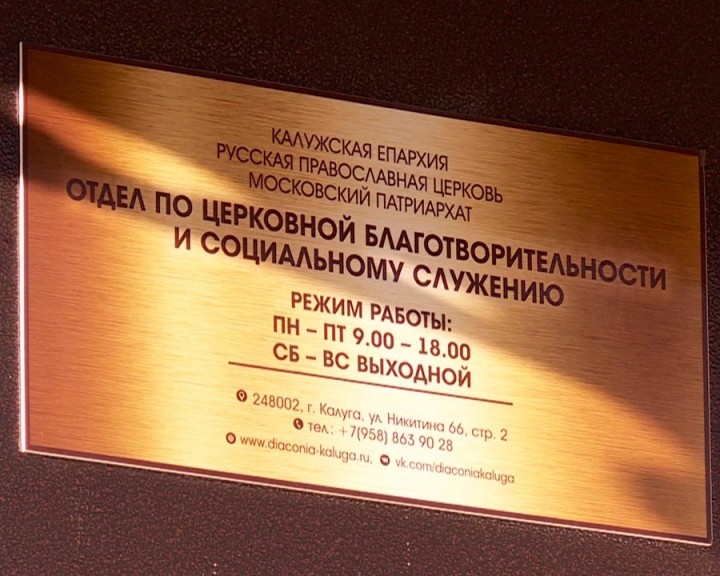 КАЛУЖСКАЯ ЕПАРХИЯ
РУССКАЯ ПРАВОСЛАВНАЯ ЦЕРКОВЬ
МОСКОВСКИЙ ПАТРИАРХАТ
ОТДЕЛ ПО ЦЕРКОВНОЙ БЛАГОТВОРИТЕЛЬНОСТИ
И СОЦИАЛЬНОМУ СЛУЖЕНИЮ
РЕЖИМ РАБОТЫ:
ПН – ПТ 9.00 – 18.00
СБ – ВС ВЫХОДНОЙ
248002, г. Калуга, ул. Никитина 66, стр. 2
тел.: +7(958) 863 90 28
www.diaconia-kaluga.ru, vk.com/diaconiakaluga